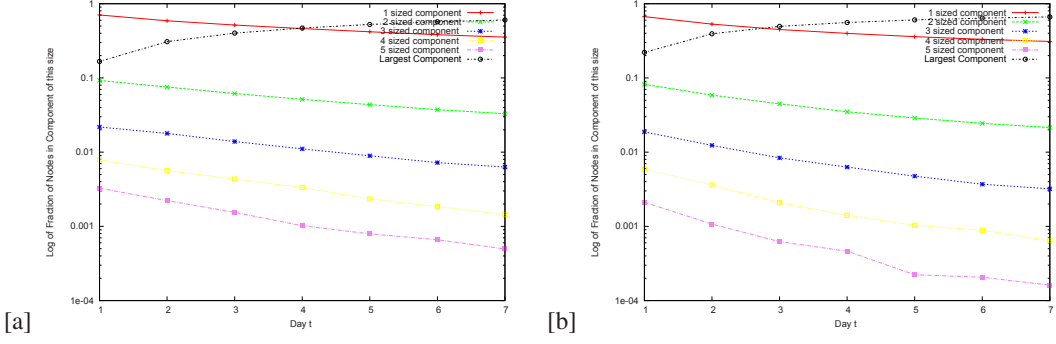 1
0.1
0.01
0.001
1e-04
1 2 3 4 5 6 7
Log of Fraction of Nodes in Component of this size
Day t
1 sized component
2 sized component
3 sized component
4 sized component
5 sized component
Largest Component
[a]
1
0.1
0.01
0.001
1e-04
1 2 3 4 5 6 7
Log of Fraction of Nodes in Component of this size
Day t
1 sized component
2 sized component
3 sized component
4 sized component
5 sized component
Largest Component
[b]